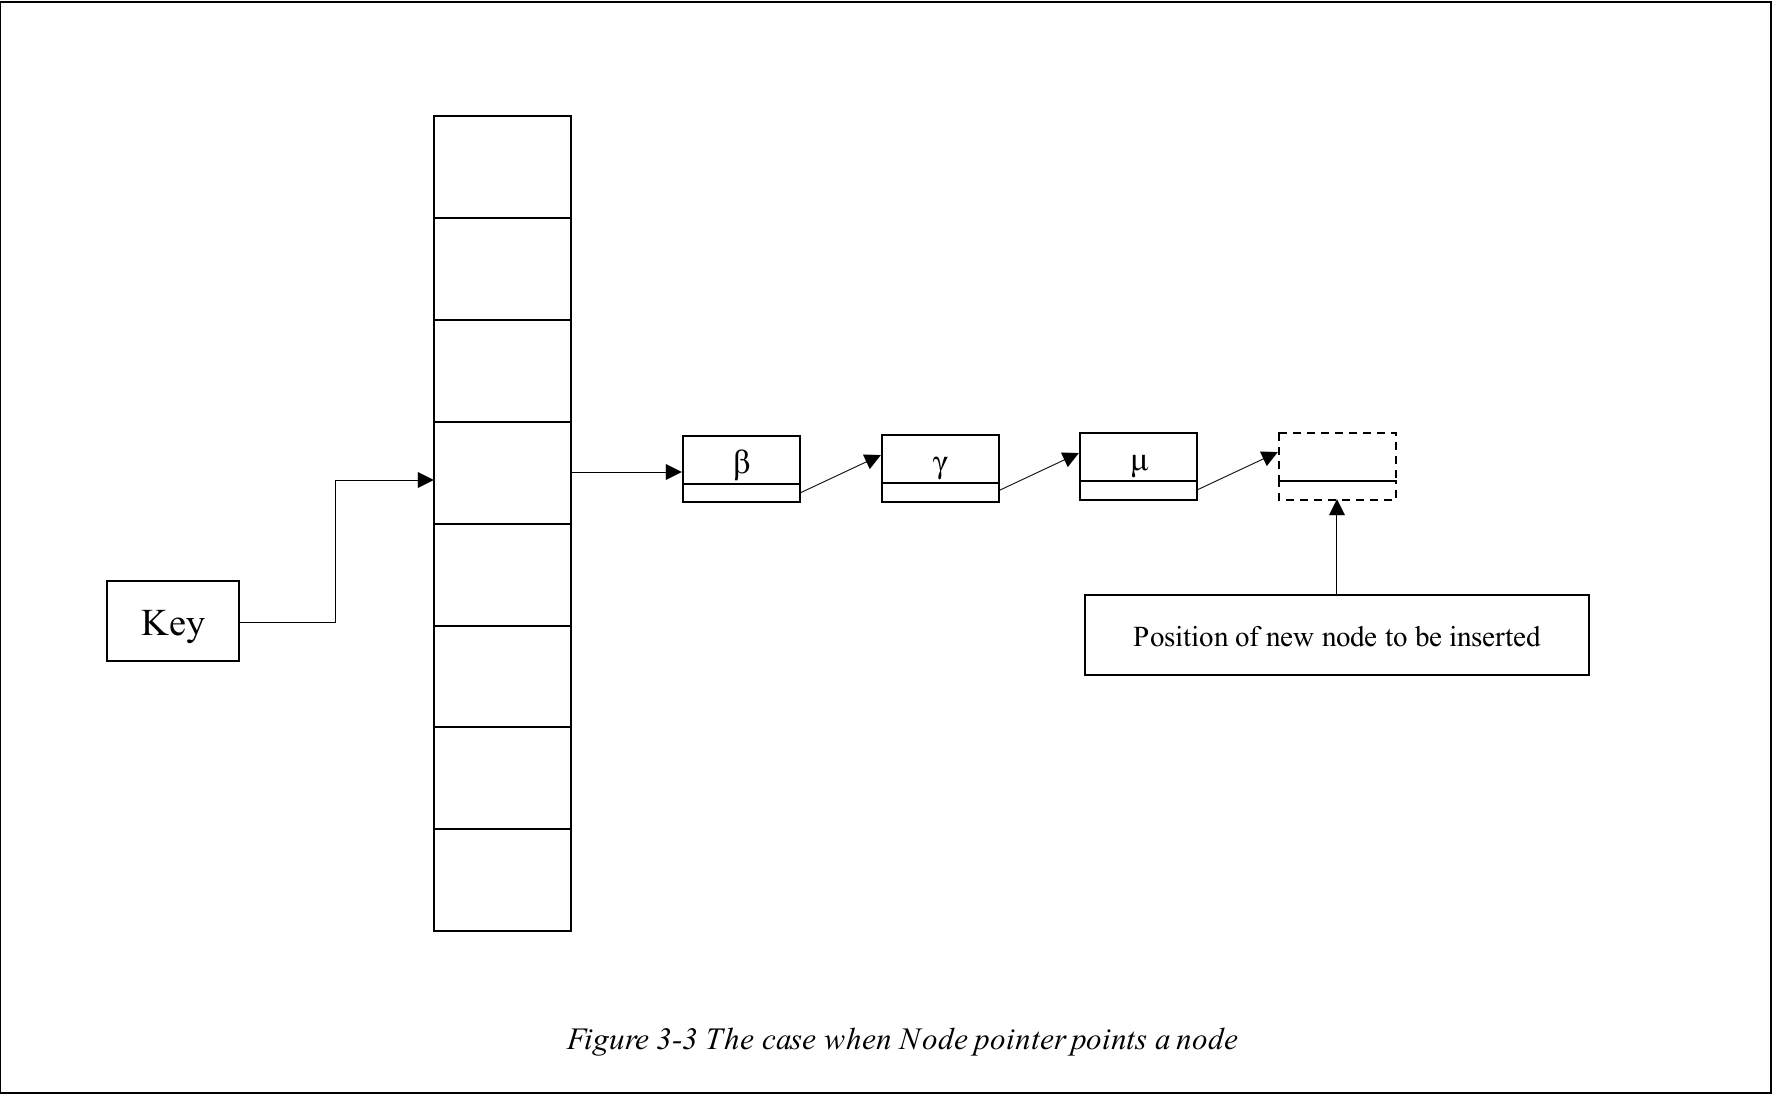 β
γ
μ
Key
Position of new node to be inserted
Figure 3-3 The case when Node pointer points a node